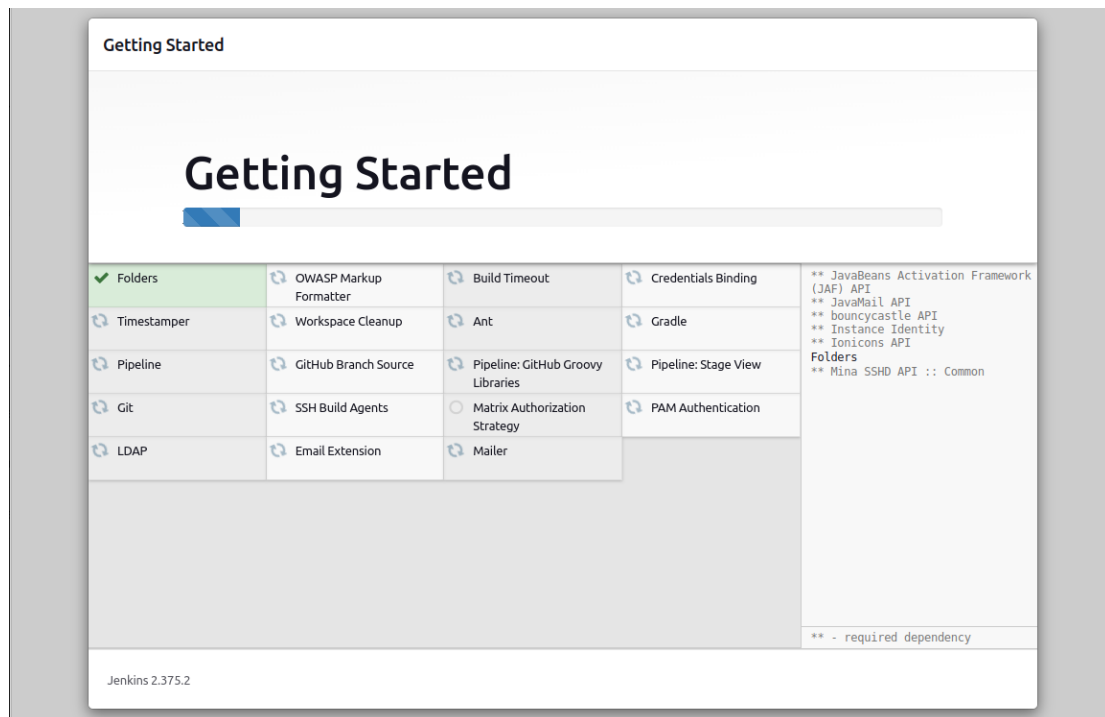 Getting Started
Getting Started
Folders
OWASP Markup
Formatter
Build Timeout
Credentials Binding
Timestamper
Workspace Cleanup
Ant
Gradle
Pipeline
GitHub Branch Source
Pipeline: GitHub Groovy
Libraries
Pipeline: Stage View
Git
SSH Build Agents
Matrix Authorization
Strategy
PAM Authentication
LDAP
Email Extension
Mailer
** JavaBeans Activation Framework
(JAF) API
** JavaMail API
** bouncycastle API
** Instance Identity
** Ionicons API
Folders
** Mina SSHD API :: Common
** - required dependency
Jenkins 2.375.2